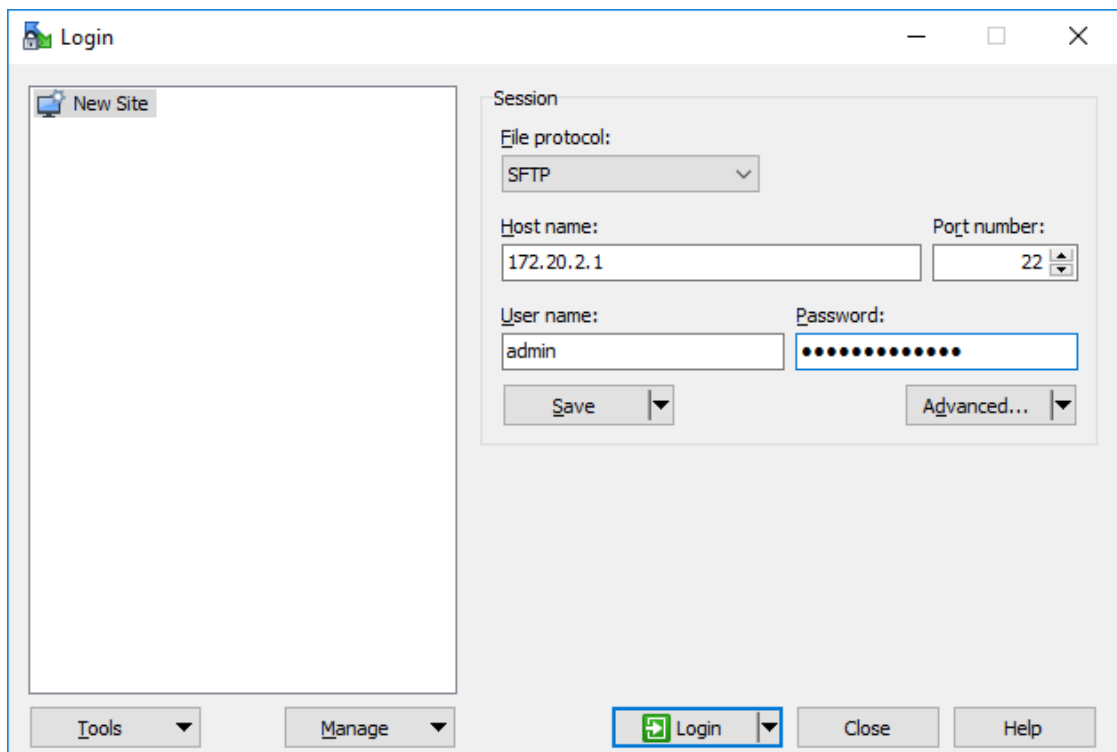 Login
New Site
Session
File protocol:
SFTP
Host name:
Port number:
172.20.2.1
22
User name:
Password:
admin
•••••••••••••
Save
Advanced...
Tools
Manage
Login
Close
Help